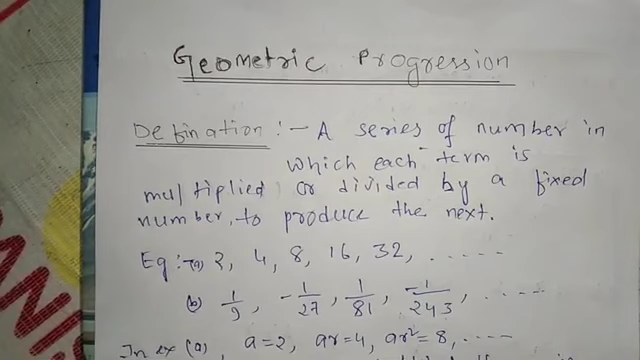 Geometric Progression
Defination :- A series of number in
which each term is
multiplied or divided by a fixed
number, to produce the next.
Eg :- (a) 2, 4, 8, 16, 32, .....
(b) 1/9, -1/27, 1/81, -1/243, .....
In ex (a), a=2, ar=4, ar²=8, .....